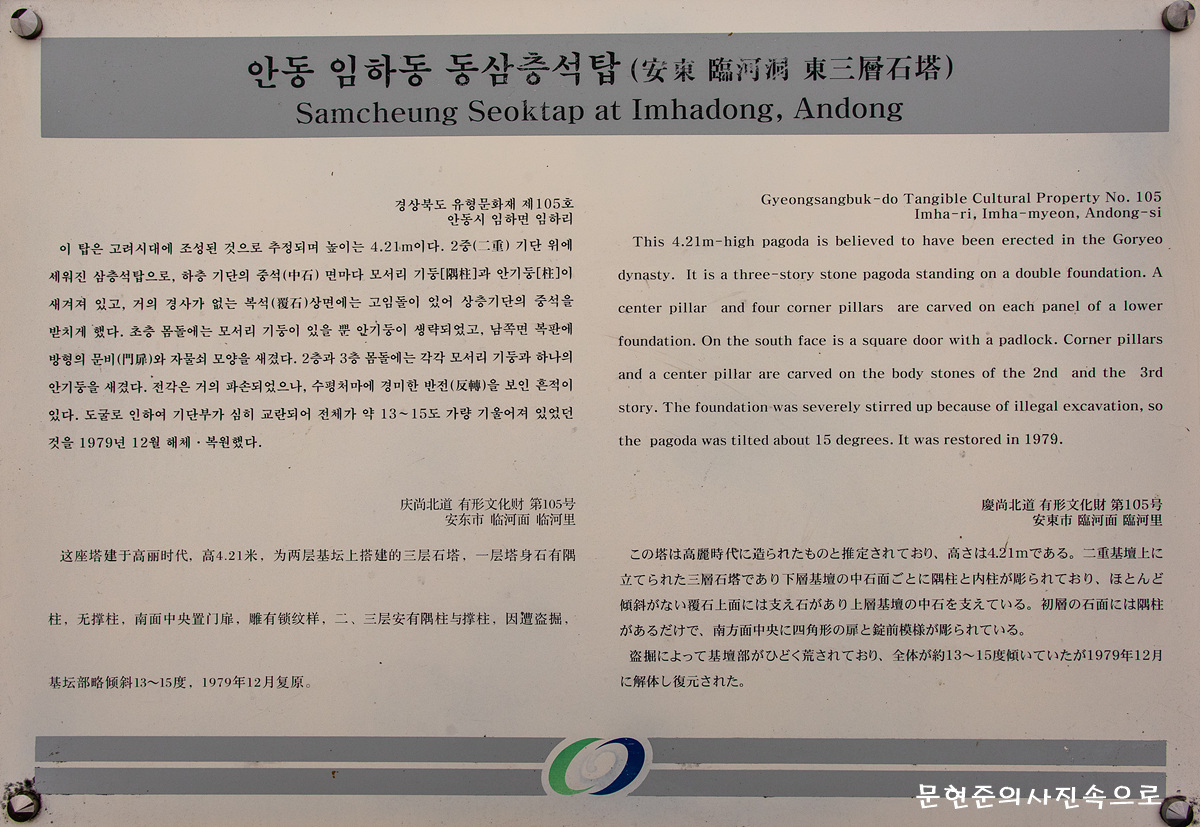 안동 임하동 동삼층석탑 (安東 臨河洞 東三層石塔)
Samcheung Seoktap at Imhadong, Andong
경상북도 유형문화재 제105호
안동시 임하면 임하리
이 탑은 고려시대에 조성된 것으로 추정되며 높이는 4.21m이다. 2중(二重) 기단 위에
세워진 삼층석탑으로, 하층 기단의 중석(中石) 면마다 모서리 기둥[隅柱]과 안기둥[柱]이
새겨져 있고, 거의 경사가 없는 복석(覆石)상면에는 고임돌이 있어 상층기단의 중석을
받치게 했다. 초층 몸돌에는 모서리 기둥이 있을 뿐 안기둥이 생략되었고, 남쪽면 복판에
방형의 문비(門扉)와 자물쇠 모양을 새겼다. 2층과 3층 몸돌에는 각각 모서리 기둥과 하나의
안기둥을 새겼다. 전각은 거의 파손되었으나, 수평처마에 경미한 반전(反轉)을 보인 흔적이
있다. 도굴로 인하여 기단부가 심히 교란되어 전체가 약 13~15도 가량 기울어져 있었던
것을 1979년 12월 해체·복원했다.
Gyeongsangbuk-do Tangible Cultural Property No. 105
Imha-ri, Imha-myeon, Andong-si
This 4.21m-high pagoda is believed to have been erected in the Goryeo
dynasty. It is a three-story stone pagoda standing on a double foundation. A
center pillar and four corner pillars are carved on each panel of a lower
foundation. On the south face is a square door with a padlock. Corner pillars
and a center pillar are carved on the body stones of the 2nd and the 3rd
story. The foundation was severely stirred up because of illegal excavation, so
the pagoda was tilted about 15 degrees. It was restored in 1979.
庆尚北道 有形文化财 第105号
安东市 临河面 临河里
这座塔建于高丽时代，高4.21米，为两层基坛上搭建的三层石塔，一层塔身石有隅
柱，无撑柱，南面中央置门扉，雕有锁纹样，二、三层安有隅柱与撑柱，因遭盗掘，
基坛部略倾斜13~15度，1979年12月复原。
慶尚北道 有形文化財 第105号
安東市 臨河面 臨河里
この塔は高麗時代に造られたものと推定されており、高さは4.21mである。二重基壇上に
立てられた三層石塔であり下層基壇の中石面ごとに隅柱と内柱が彫られており、ほとんど
傾斜がない覆石上面には支え石があり上層基壇の中石を支えている。初層の石面には隅柱
があるだけで、南方面中央に四角形の扉と錠前模様が彫られている。
盗掘によって基壇部がひどく荒されており、全体が約13～15度傾いていたが1979年12月
に解体し復元された。
문현준의사진속으로